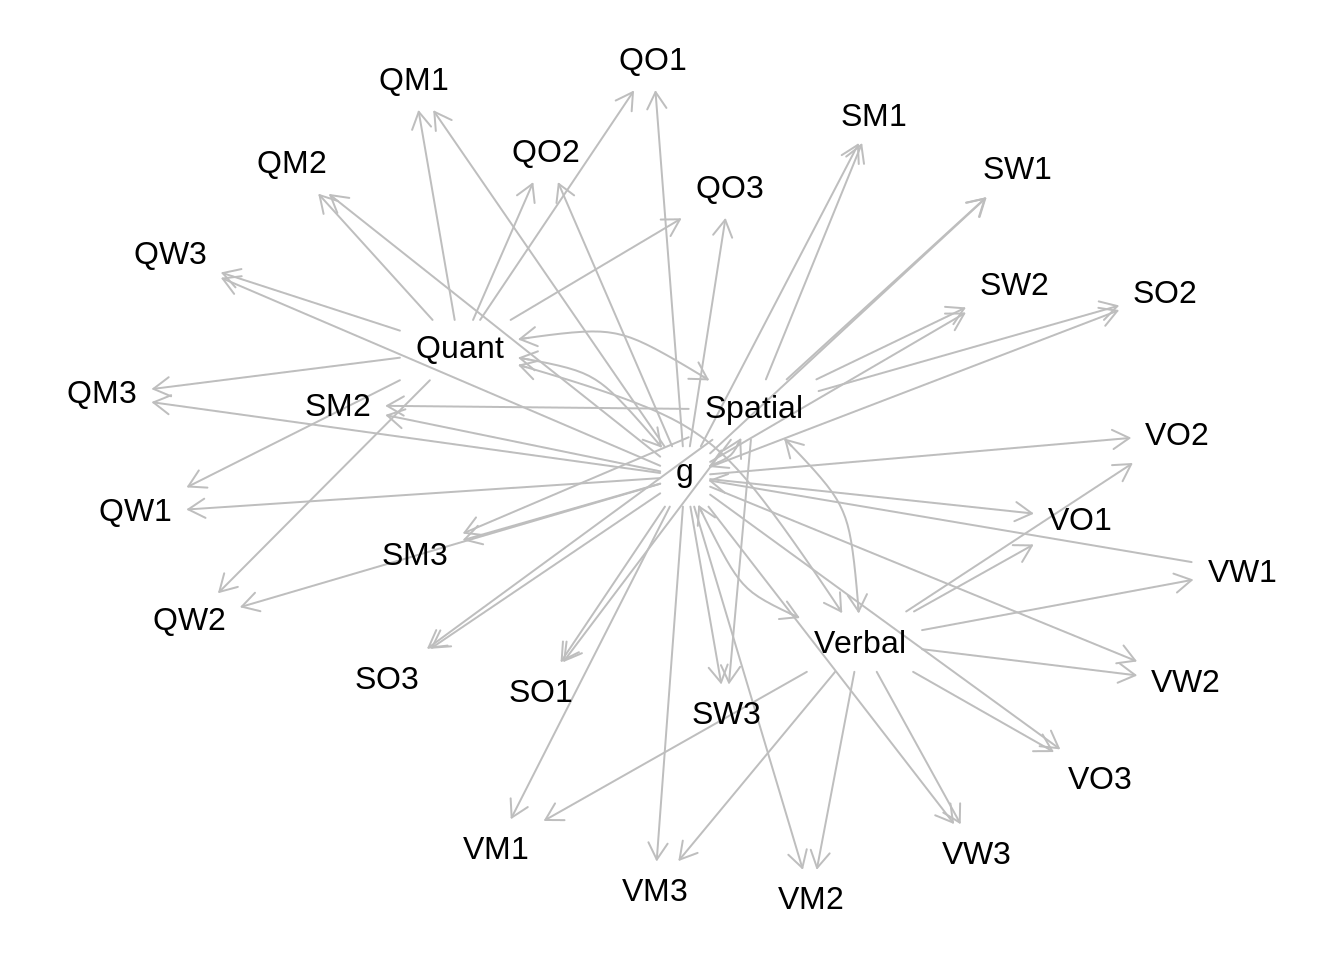 QO1
QM1
SM1
QO2
QM2
SW1
QO3
QW3
SW2
SO2
Quant
QM3
SM2
Spatial
VO2
g
QW1
VO1
SM3
VW1
QW2
Verbal
SO3
VW2
SO1
SW3
VO3
VM1
VW3
VM3
VM2